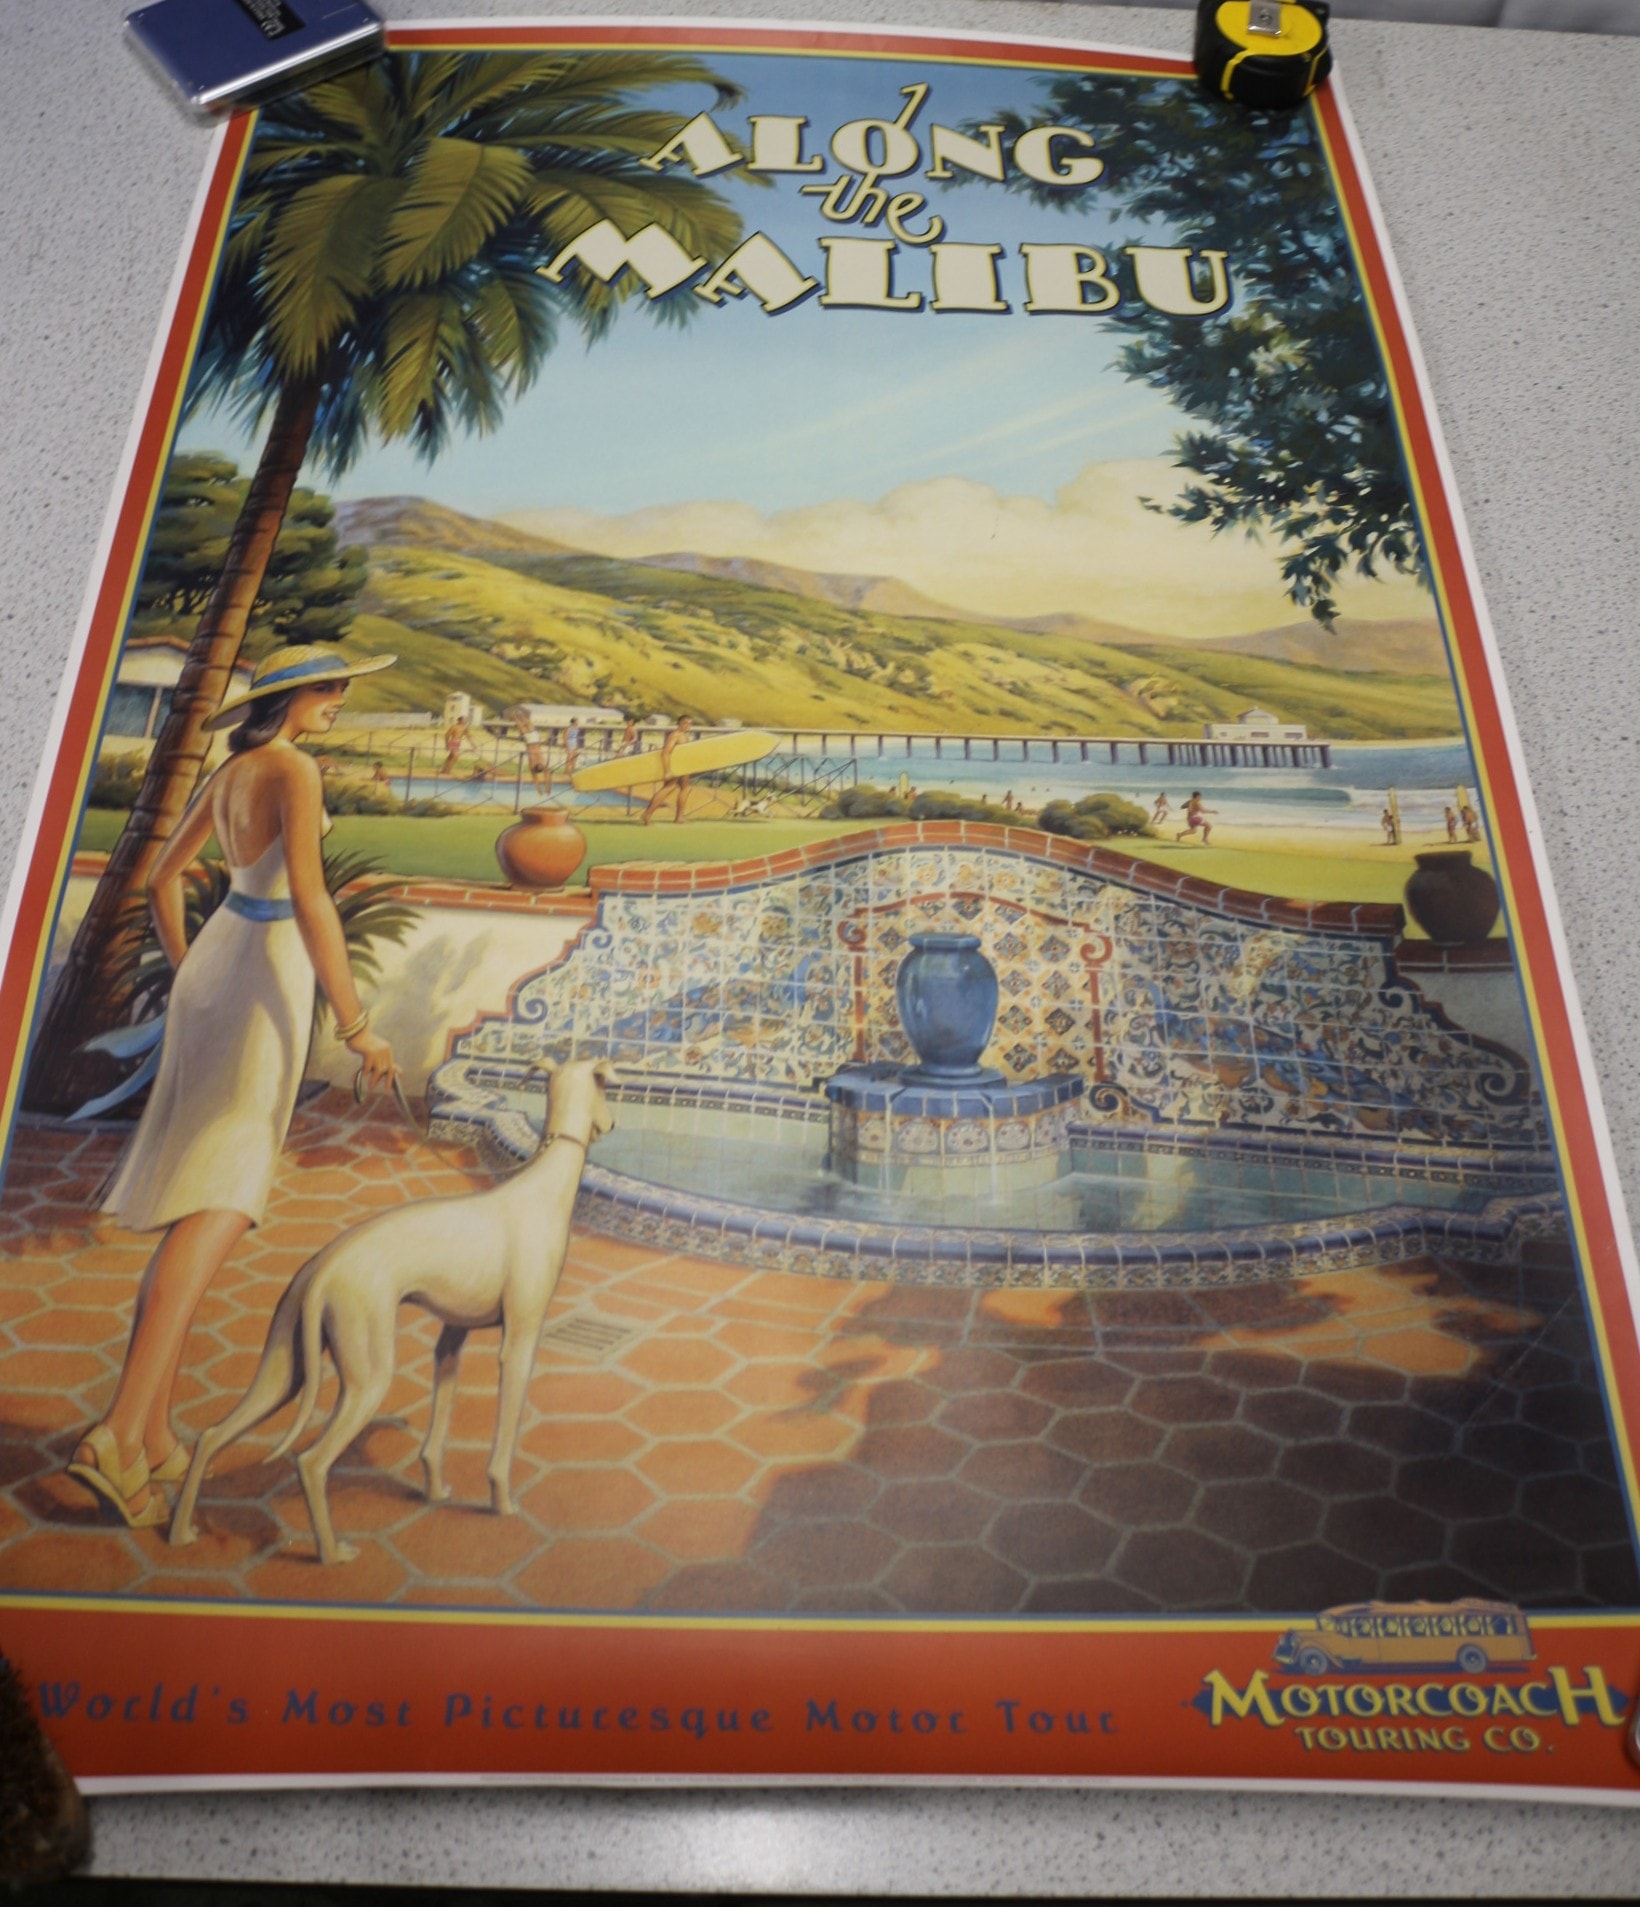 ALONG
the
MALIBU
World's Most Picturesque Motor Tour
MOTORCOACH
TOURING CO.